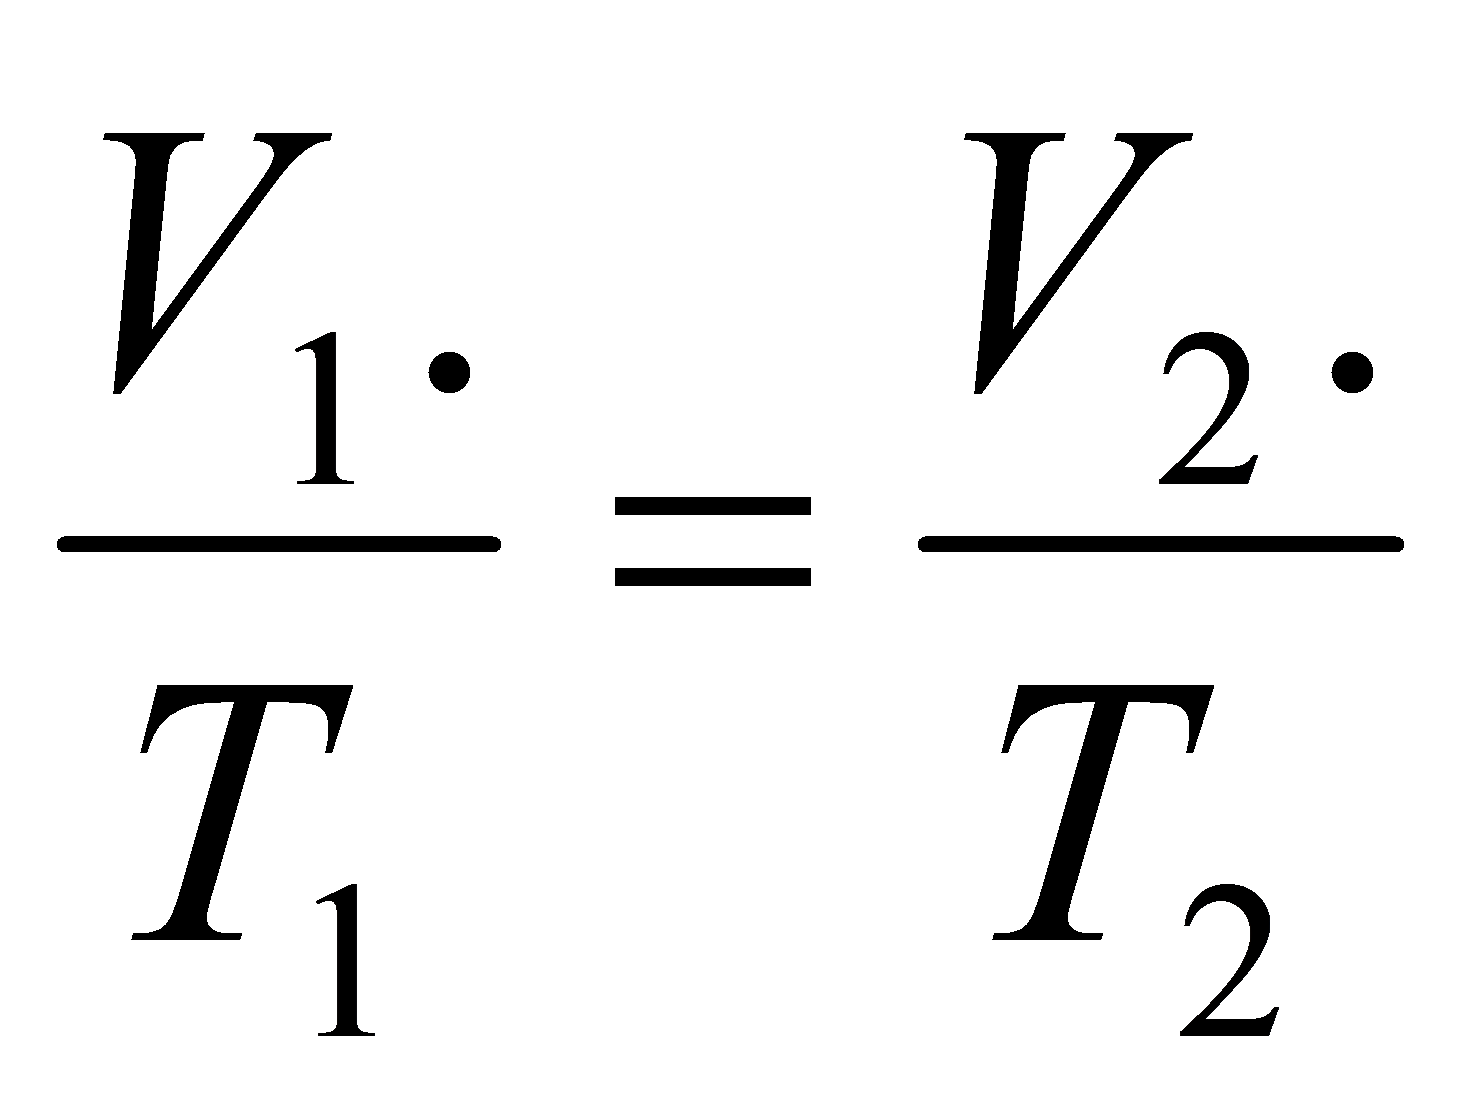 V₁· = V₂·
T₁ T₂